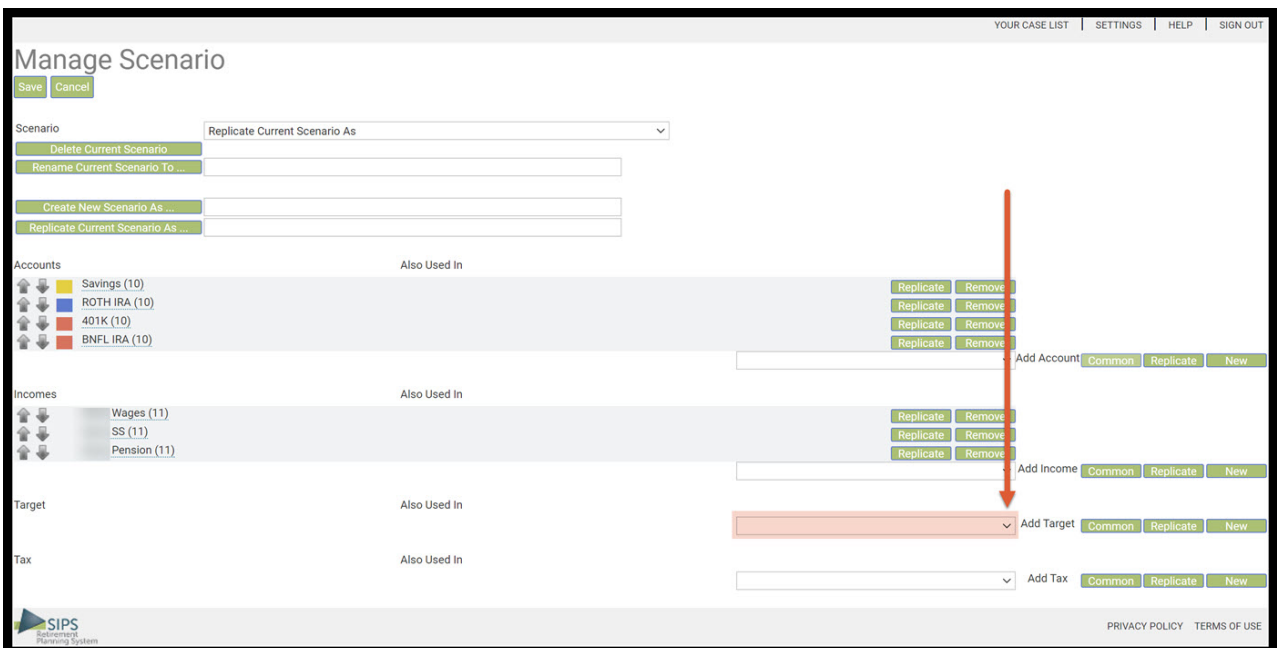 YOUR CASE LIST SETTINGS HELP SIGN OUT
Manage Scenario
Save Cancel
Scenario Replicate Current Scenario As
Delete Current Scenario
Rename Current Scenario To ...
Create New Scenario As ...
Replicate Current Scenario As ...
Accounts Also Used In
Savings (10) Replicate Remove
ROTH IRA (10) Replicate Remove
401K (10) Replicate Remove
BNFL IRA (10) Replicate Remove
Add Account Common Replicate New
Incomes Also Used In
Wages (11) Replicate Remove
SS (11) Replicate Remove
Pension (11) Replicate Remove
Add Income Common Replicate New
Target Also Used In
Add Target Common Replicate New
Tax Also Used In
Add Tax Common Replicate New
SIPS
Retirement
Planning System
PRIVACY POLICY TERMS OF USE